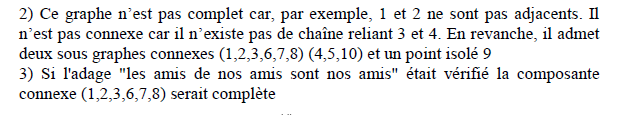 2) Ce graphe n’est pas complet car, par exemple, 1 et 2 ne sont pas adjacents. Il
n’est pas connexe car il n’existe pas de chaîne reliant 3 et 4. En revanche, il admet
deux sous graphes connexes (1,2,3,6,7,8) (4,5,10) et un point isolé 9
3) Si l'adage "les amis de nos amis sont nos amis" était vérifié la composante
connexe (1,2,3,6,7,8) serait complète